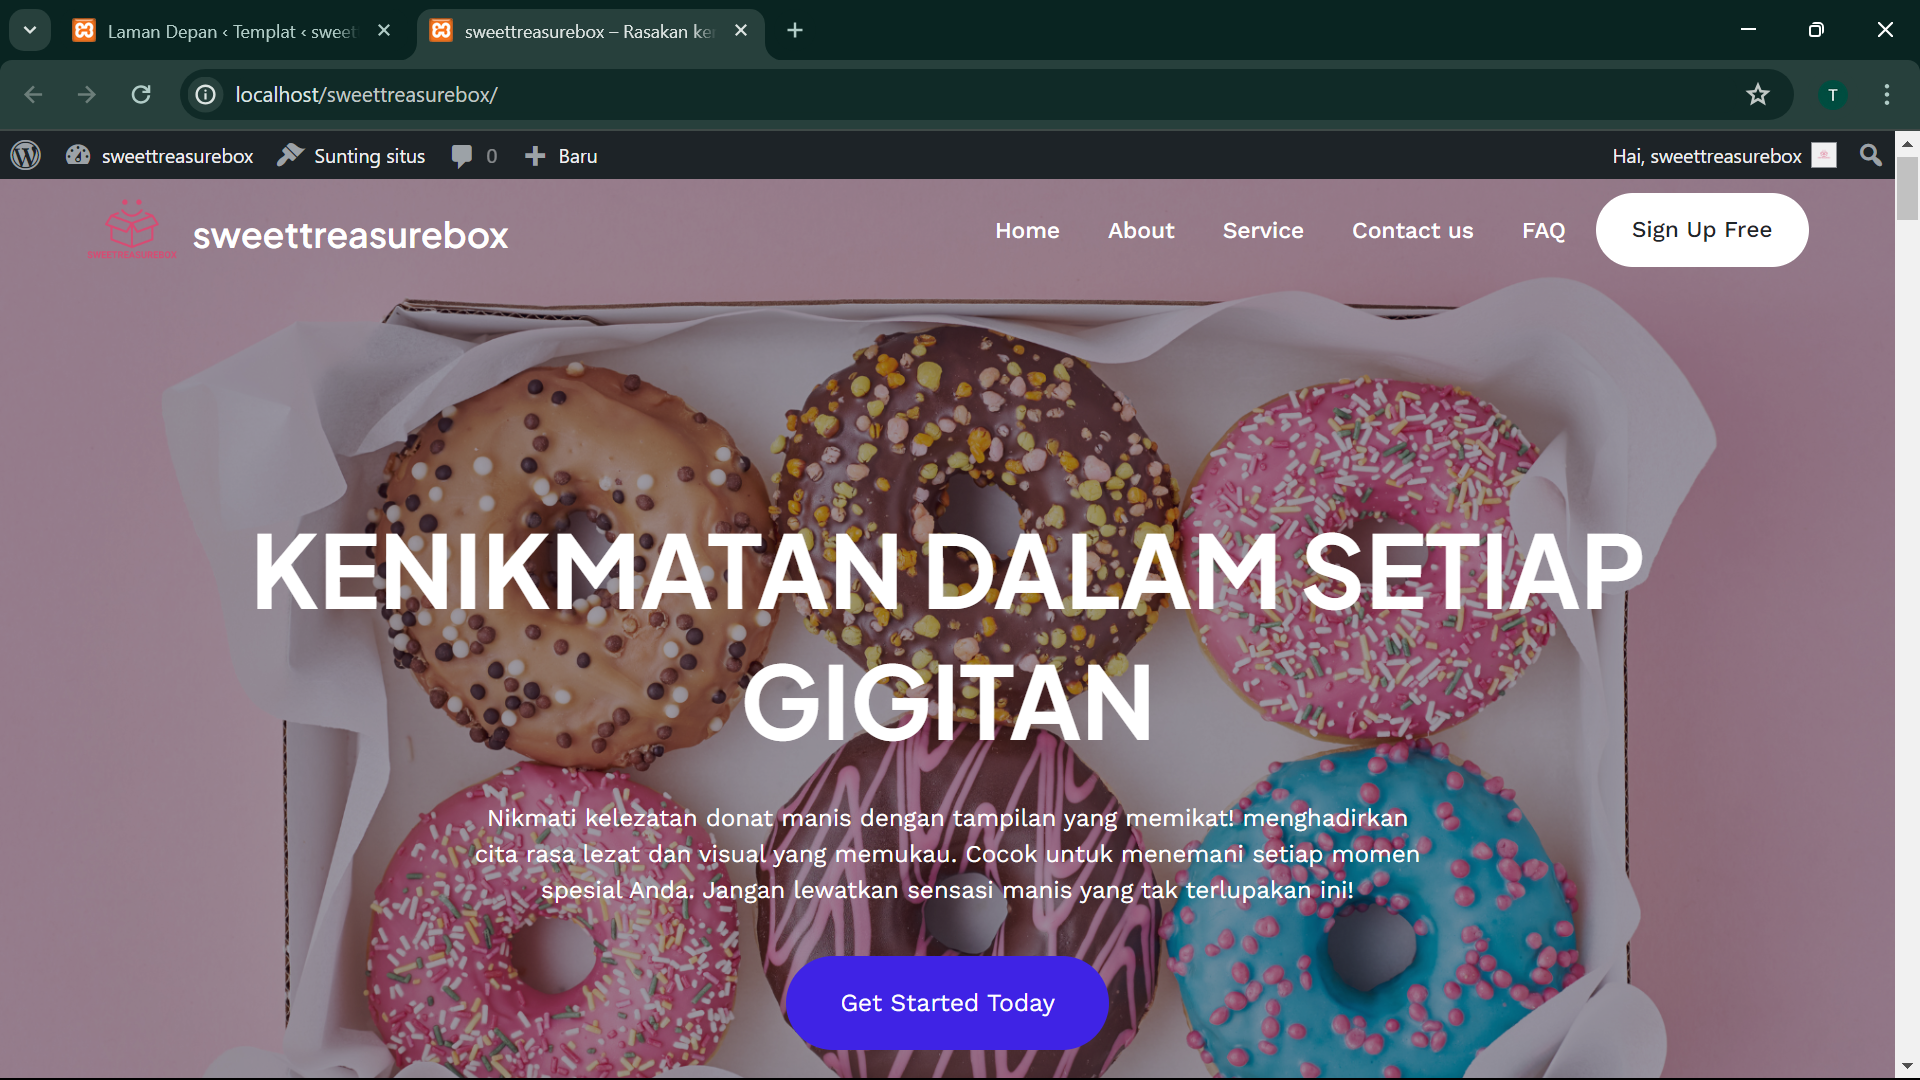 Laman Depan ‹ Templat ‹ sweet
sweettreasurebox – Rasakan ke
localhost/sweettreasurebox/
T
sweettreasurebox
Sunting situs
0
Baru
Hai, sweettreasurebox
SWEETTREASUREBOX
sweettreasurebox
Home
About
Service
Contact us
FAQ
Sign Up Free
KENIKMATAN DALAM SETIAP
GIGITAN
Nikmati kelezatan donat manis dengan tampilan yang memikat! menghadirkan
cita rasa lezat dan visual yang memukau. Cocok untuk menemani setiap momen
spesial Anda. Jangan lewatkan sensasi manis yang tak terlupakan ini!
Get Started Today